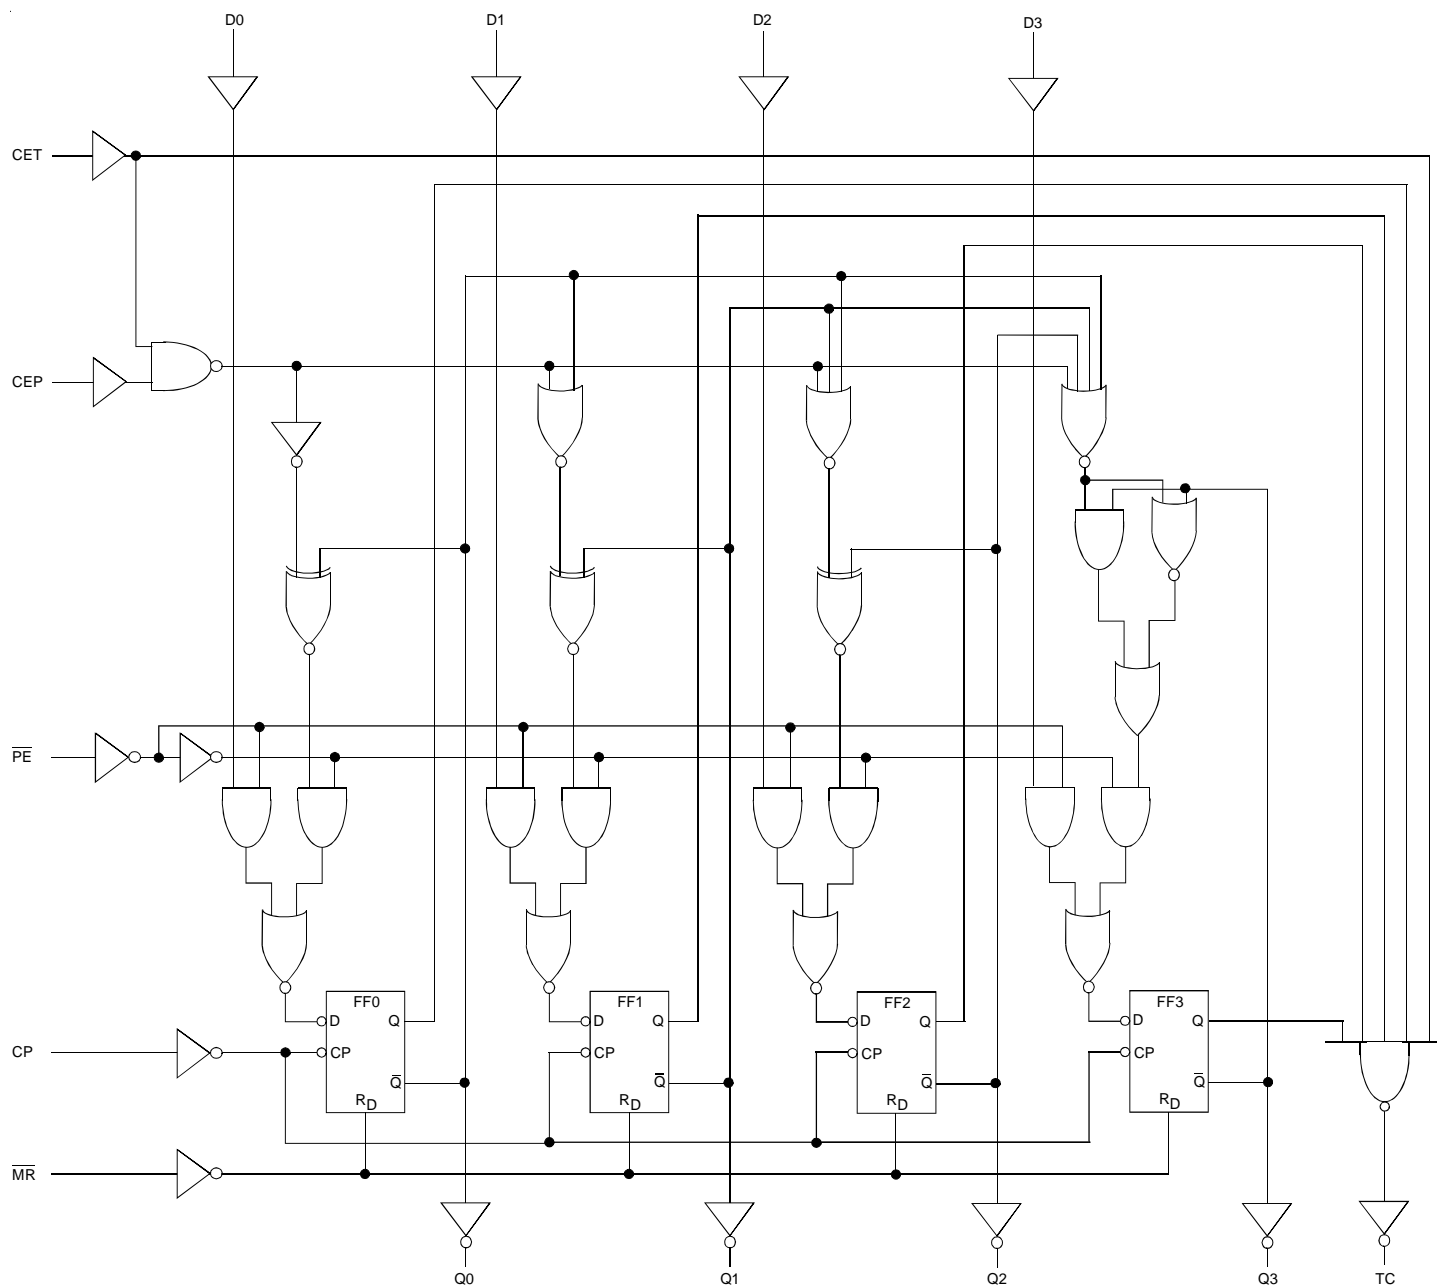 D0 D1 D2 D3
CET
CEP
PE
FF0 FF1 FF2 FF3
D Q D Q D Q D Q
CP CP CP CP CP
Q Q Q Q
RD RD RD RD
MR
Q0 Q1 Q2 Q3 TC